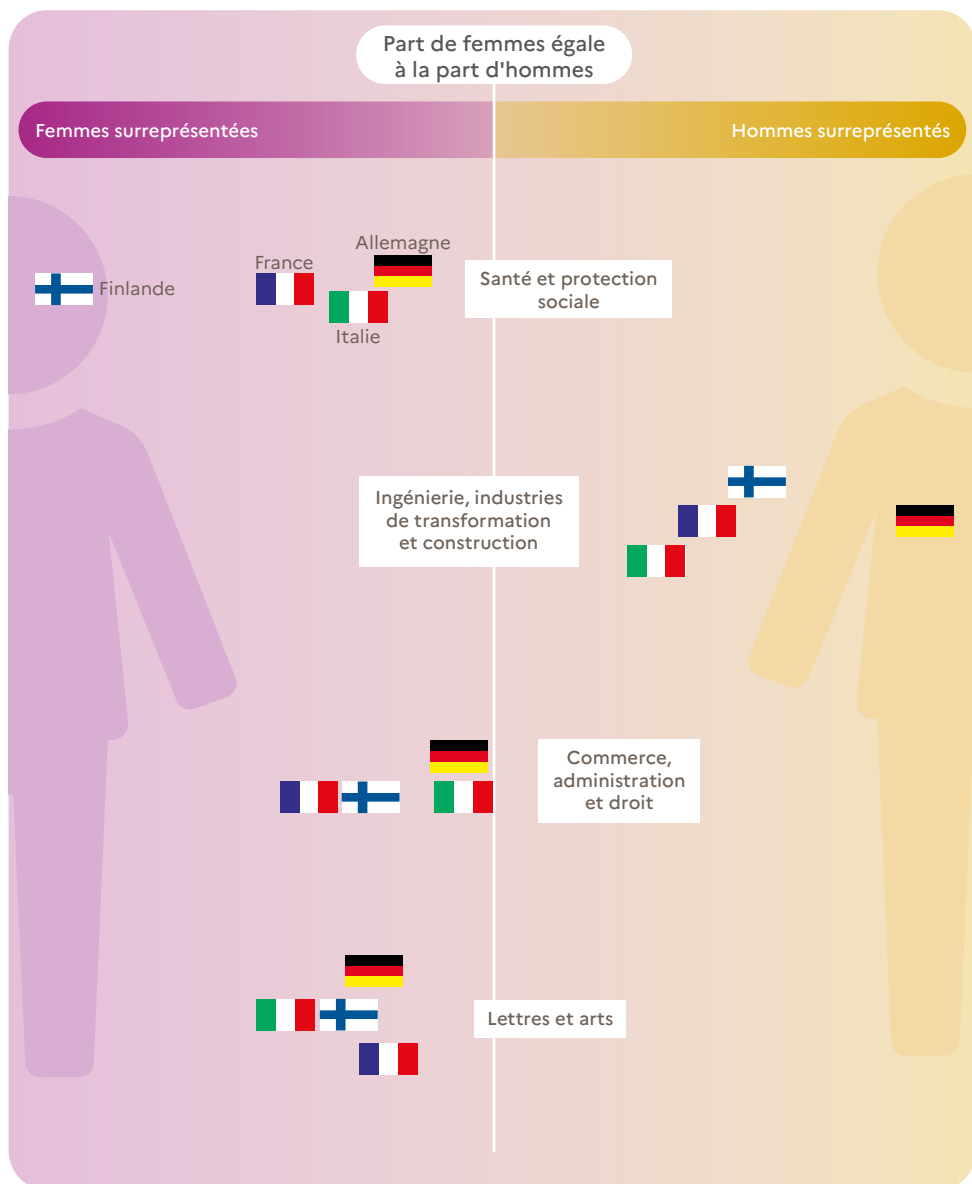 Part de femmes égale
à la part d'hommes
Femmes surreprésentées
Hommes surreprésentés
Allemagne
France
Finlande
Italie
Santé et protection
sociale
Ingénierie, industries
de transformation
et construction
Commerce,
administration
et droit
Lettres et arts